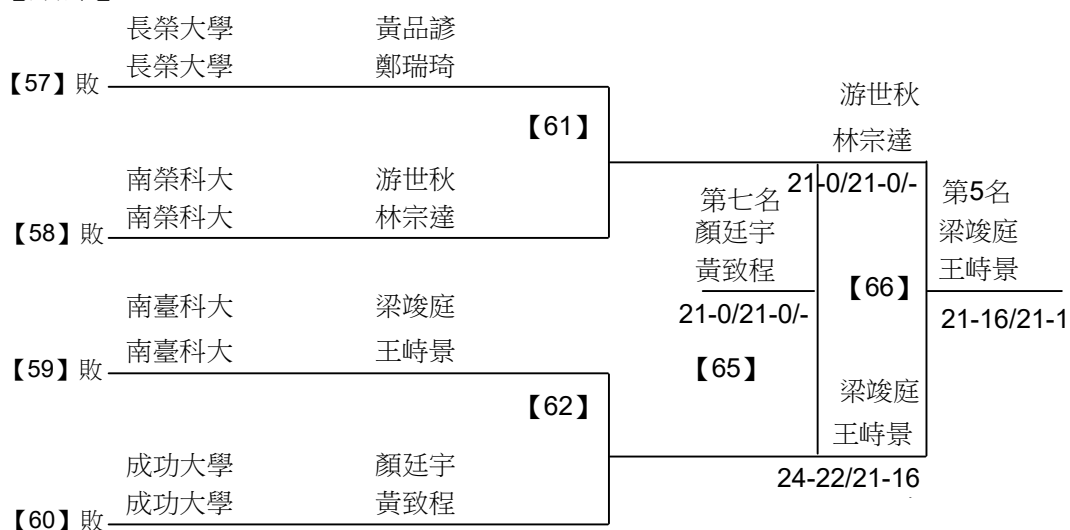 長榮大學 黃品諺
長榮大學 鄭瑞琦
【57】敗
【61】
南榮科大 游世秋
南榮科大 林宗達
【58】敗
南臺科大 梁竣庭
南臺科大 王峙景
【59】敗
【62】
成功大學 顏廷宇
成功大學 黃致程
【60】敗
游世秋
林宗達
21-0/21-0/-
第七名
顏廷宇
黃致程
21-0/21-0/-
【65】
【66】
梁竣庭
王峙景
24-22/21-16
第5名
梁竣庭
王峙景
21-16/21-1